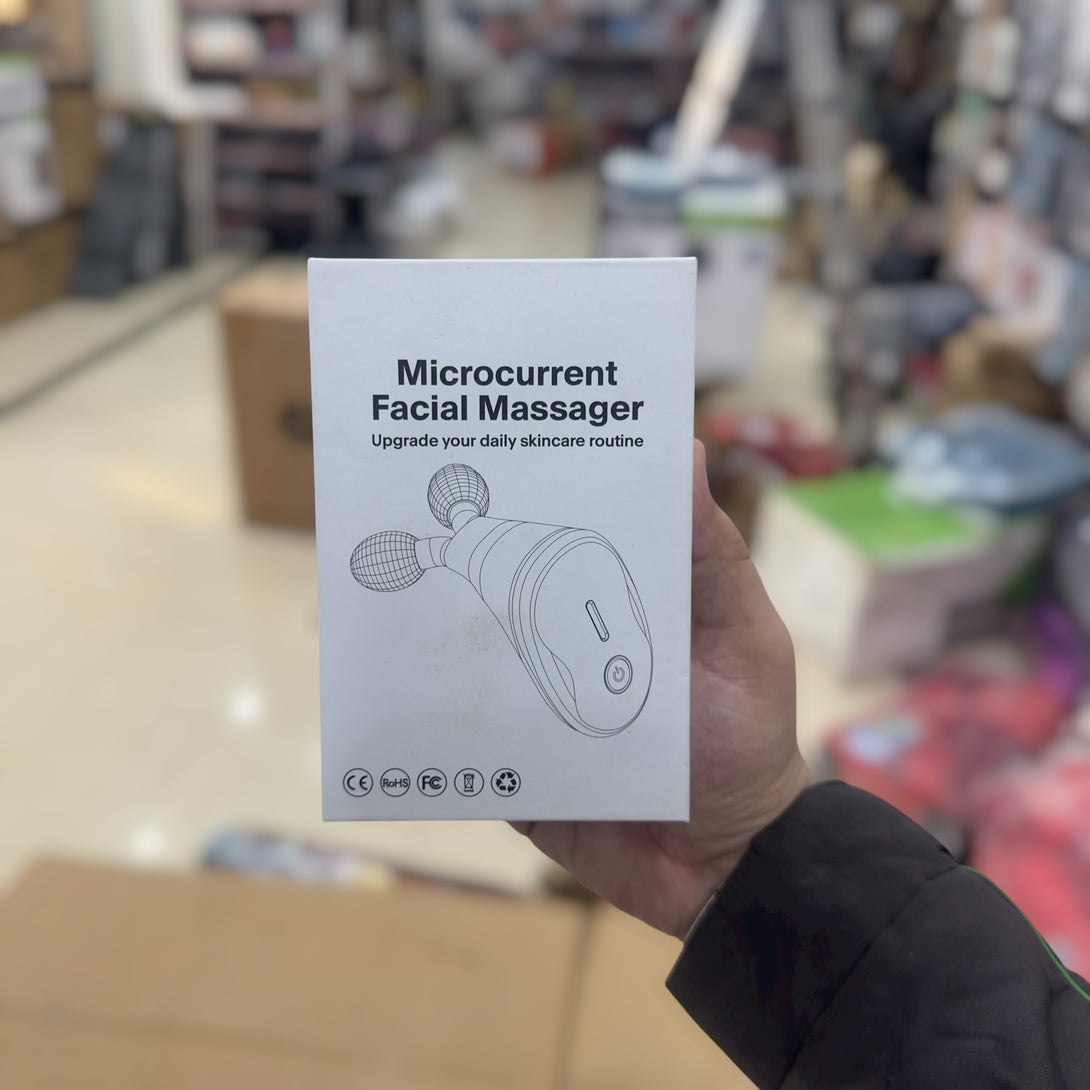 Microcurrent
Facial Massager
Upgrade your daily skincare routine
CE RoHS FC